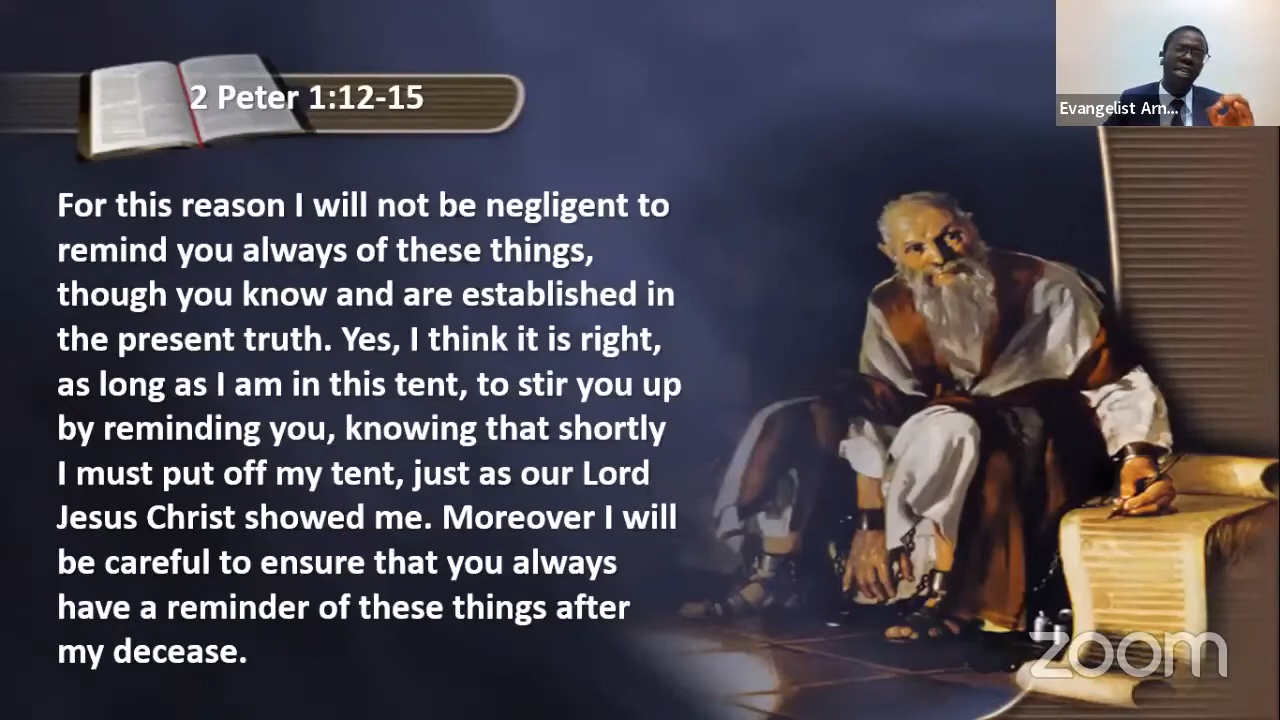 2 Peter 1:12-15
Evangelist Arn...
For this reason I will not be negligent to
remind you always of these things,
though you know and are established in
the present truth. Yes, I think it is right,
as long as I am in this tent, to stir you up
by reminding you, knowing that shortly
I must put off my tent, just as our Lord
Jesus Christ showed me. Moreover I will
be careful to ensure that you always
have a reminder of these things after
my decease.
zoom